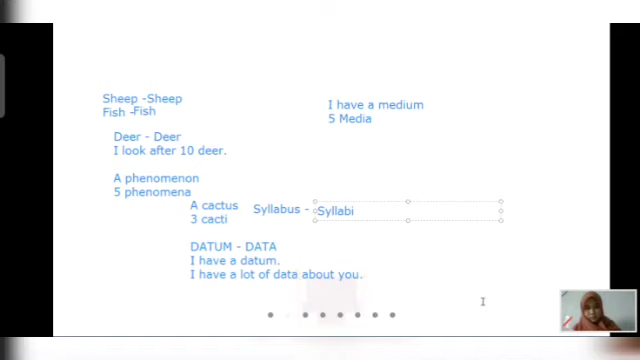 Sheep -Sheep
Fish -Fish
I have a medium
5 Media
Deer - Deer
I look after 10 deer.
A phenomenon
5 phenomena
A cactus
3 cacti
Syllabus - Syllabi
DATUM - DATA
I have a datum.
I have a lot of data about you.